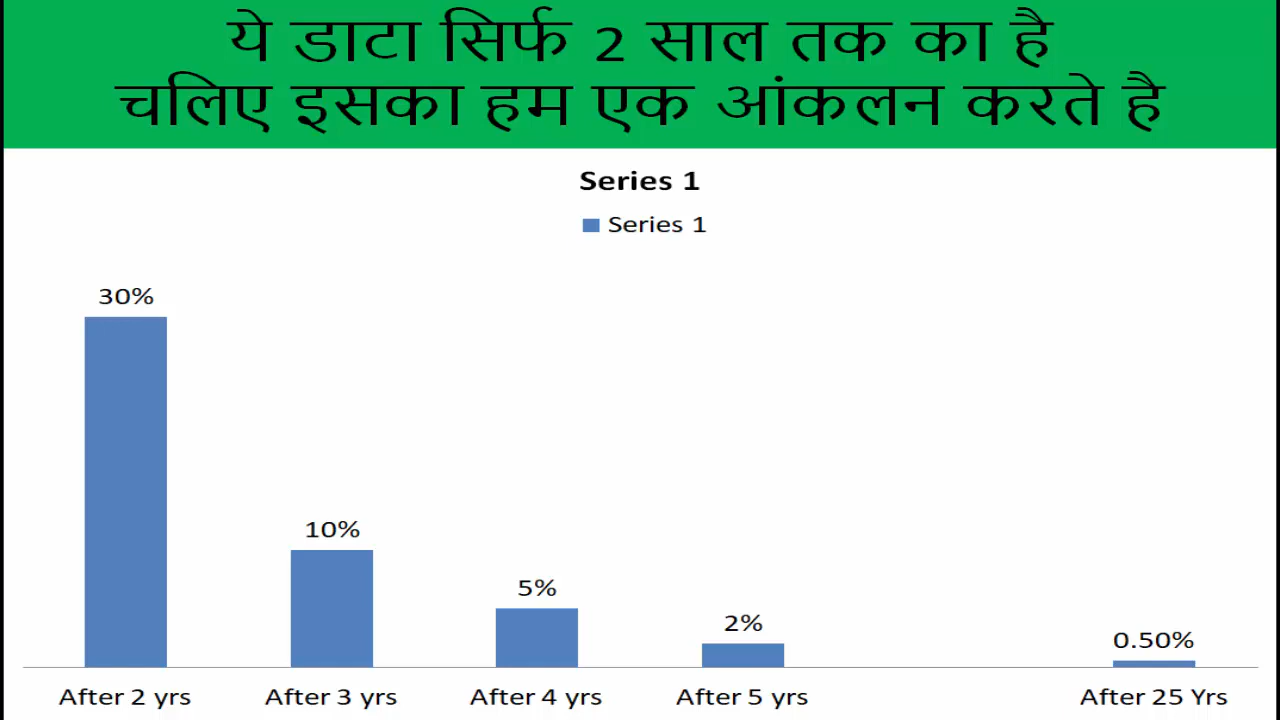 ये डाटा सिर्फ 2 साल तक का है
चलिए इसका हम एक आंकलन करते है
Series 1
Series 1
30%
10%
5%
2%
0.50%
After 2 yrs
After 3 yrs
After 4 yrs
After 5 yrs
After 25 Yrs